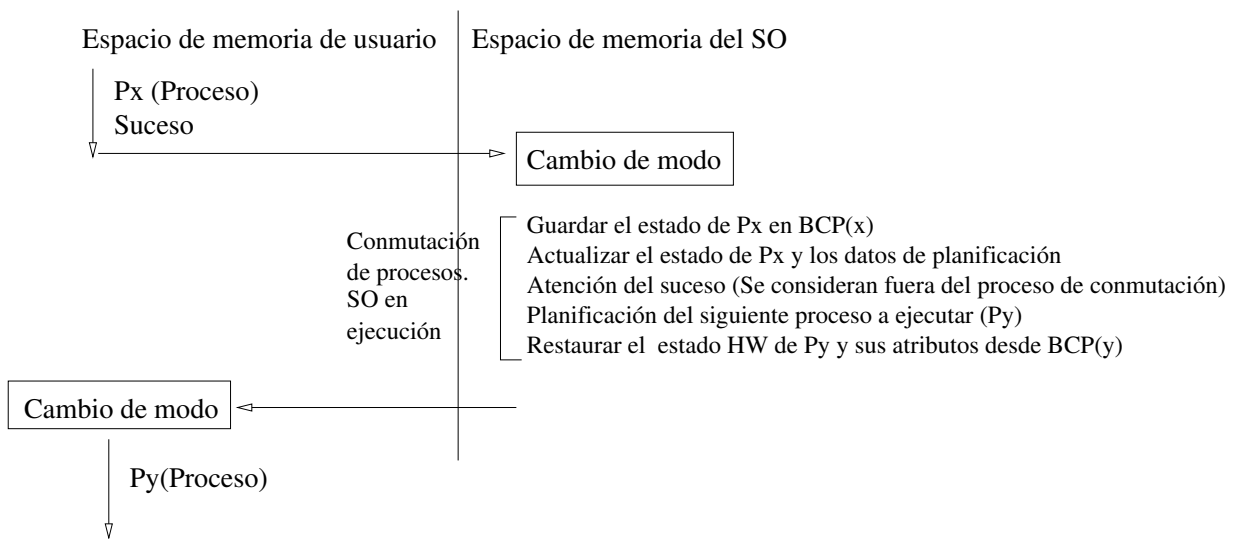 Espacio de memoria de usuario
Espacio de memoria del SO
Px (Proceso)
Suceso
Cambio de modo
Conmutación
de procesos.
SO en
ejecución
Guardar el estado de Px en BCP(x)
Actualizar el estado de Px y los datos de planificación
Atención del suceso (Se consideran fuera del proceso de conmutación)
Planificación del siguiente proceso a ejecutar (Py)
Restaurar el estado HW de Py y sus atributos desde BCP(y)
Cambio de modo
Py(Proceso)